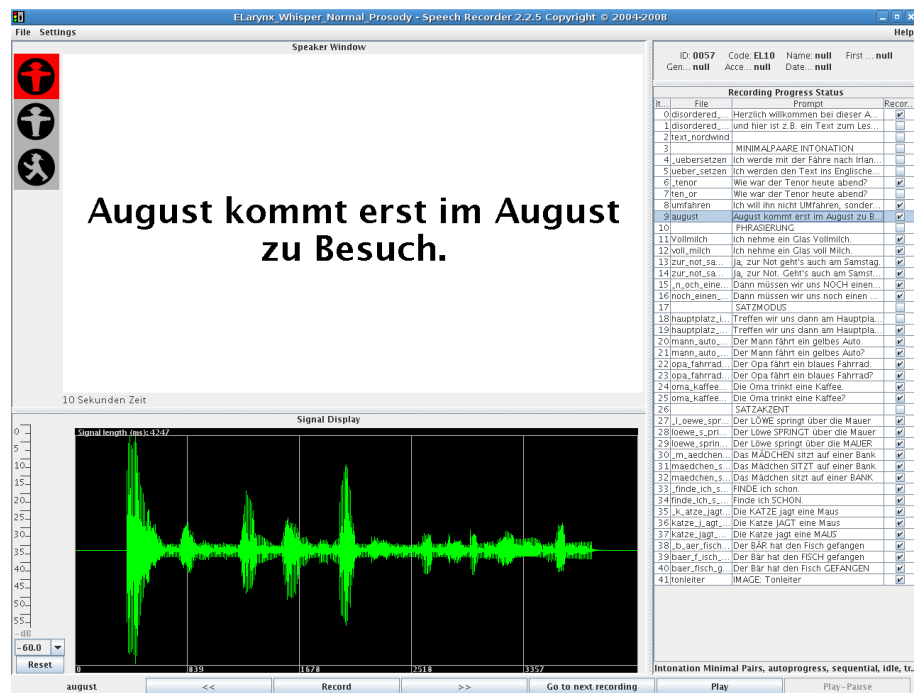 ELarynx_Whisper_Normal_Prosody - Speech Recorder 2.2.5 Copyright © 2004-2008
File Settings Help
Speaker Window
August kommt erst im August
zu Besuch.
10 Sekunden Zeit
Signal Display
Signal length (ms): 4247
0
5
10
15
20
25
30
35
40
45
50
55
-dB
-60.0
Reset
0 839 1678 2518 3357
ID: 0057 Code: EL10 Name: null First ... null
Gen... null Acce... null Date... null
Recording Progress Status
It... File Prompt Recor...
0 disordered_... Herzlich willkommen bei dieser A...
1 disordered_... und hier ist z.B. ein Text zum Les...
2 text_nordwind
3 MINIMALPAARE INTONATION
4 _uebersetzen Ich werde mit der Fähre nach Irlan...
5 ueber_setzen Ich werden den Text ins Englische...
6 _tenor Wie war der Tenor heute abend?
7 ten_or Wie war der Tenor heute abend?
8 umfahren Ich will ihn nicht UMfahren, sonder...
9 august August kommt erst im August zu B...
10 PHRASIERUNG
11 Vollmilch Ich nehme ein Glas Vollmilch.
12 voll_milch Ich nehme ein Glas voll Milch.
13 zur_not_sa... Ja, zur Not geht's auch am Samstag.
14 zur_not_sa... Ja, zur Not. Geht's auch am Samst...
15 _n_och_eine... Dann müssen wir uns NOCH einen...
16 noch_einen_... Dann müssen wir uns noch einen ...
17 SATZMODUS
18 hauptplatz_i... Treffen wir uns dann am Hauptpla...
19 hauptplatz_... Treffen wir uns dann am Hauptpla...
20 mann_auto_... Der Mann fährt ein gelbes Auto.
21 mann_auto_... Der Mann fährt ein gelbes Auto?
22 opa_fahrrad... Der Opa fährt ein blaues Fahrrad.
23 opa_fahrrad... Der Opa fährt ein blaues Fahrrad?
24 oma_kaffee... Die Oma trinkt eine Kaffee.
25 oma_kaffee... Die Oma trinkt eine Kaffee?
26 SATZAKZENT
27 _l_oewe_spr... Der LÖWE springt über die Mauer
28 loewe_s_pri... Der Löwe SPRINGT über die Mauer
29 loewe_sprin... Der Löwe springt über die MAUER
30 _m_aedchen... Das MÄDCHEN sitzt auf einer Bank
31 maedchen_s... Das Mädchen SITZT auf einer Bank
32 maedchen_s... Das Mädchen sitzt auf einer BANK
33 _finde_ich_s... FINDE ich schon.
34 finde_ich_s_... Finde ich SCHON.
35 _k_atze_jagt... Die KATZE jagt eine Maus
36 katze_j_agt_... Die Katze JAGT eine Maus
37 katze_jagt_... Die Katze jagt eine MAUS
38 _b_aer_fisch... Der BÄR hat den Fisch gefangen
39 baer_f_isch_... Der Bär hat den FISCH gefangen
40 baer_fisch_g... Der Bär hat den Fisch GEFANGEN
41 tonleiter IMAGE: Tonleiter
Intonation Minimal Pairs, autoprogress, sequential, idle, tr...
august << Record >> Go to next recording Play Play-Pause